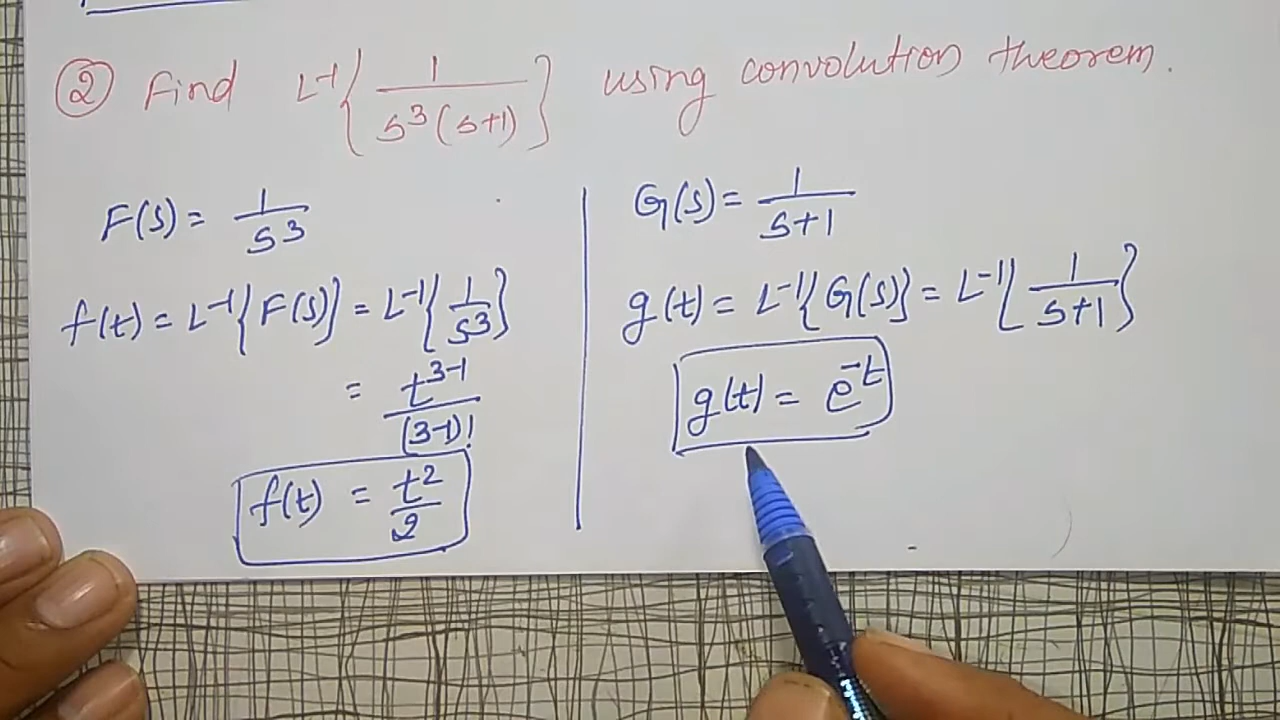 ② Find L⁻¹{ 1/(s³(s+1)) } using convolution theorem.
F(s) = 1/s³
f(t) = L⁻¹{F(s)} = L⁻¹{1/s³}
= t³⁻¹/(3-1)!
f(t) = t²/2
G(s) = 1/(s+1)
g(t) = L⁻¹{G(s)} = L⁻¹{1/(s+1)}
g(t) = e⁻ᵗ